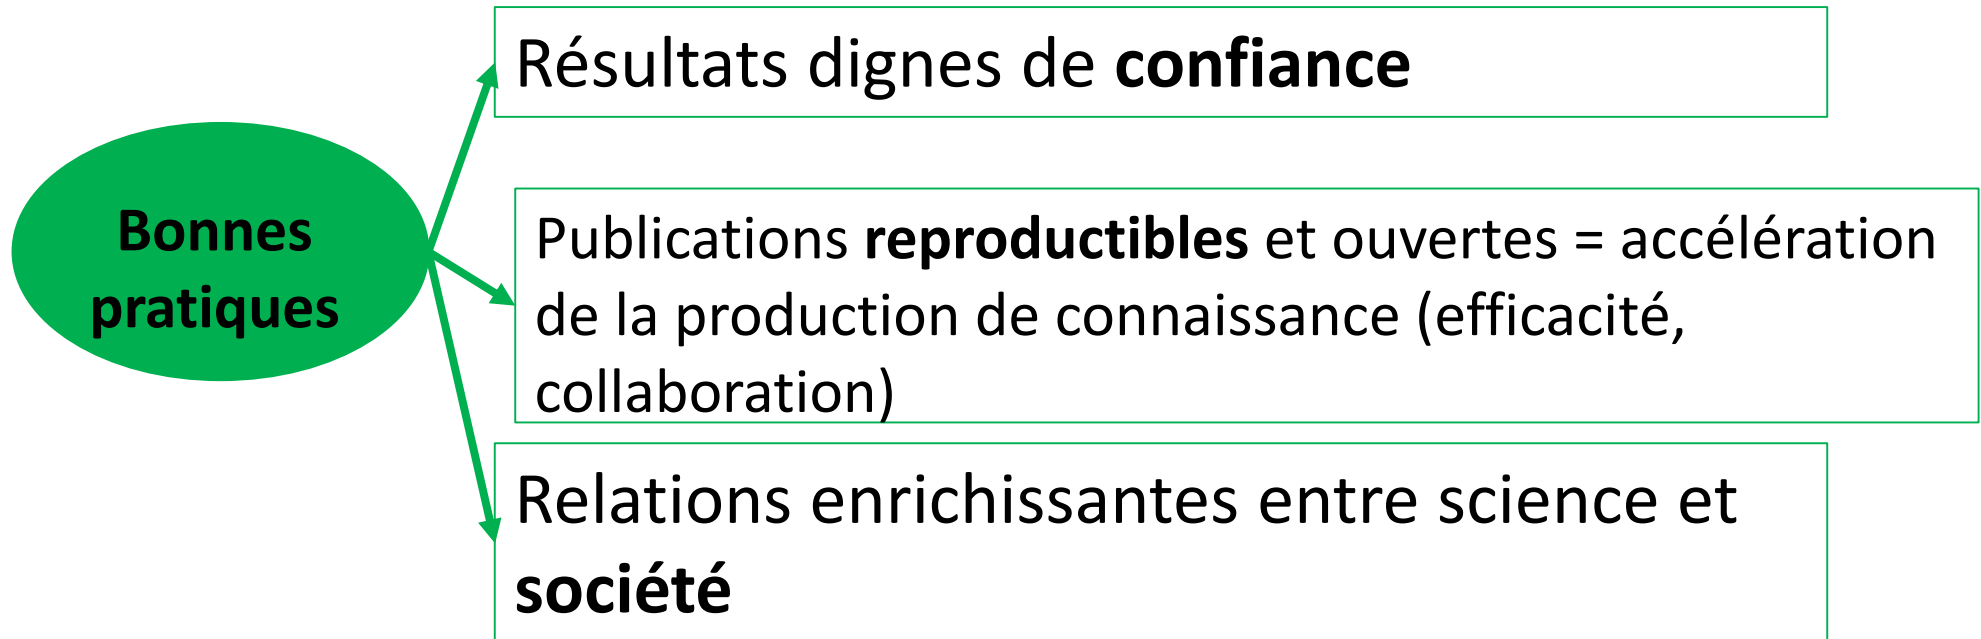 Résultats dignes de confiance
Bonnes
pratiques
Publications reproductibles et ouvertes = accélération
de la production de connaissance (efficacité,
collaboration)
Relations enrichissantes entre science et
société